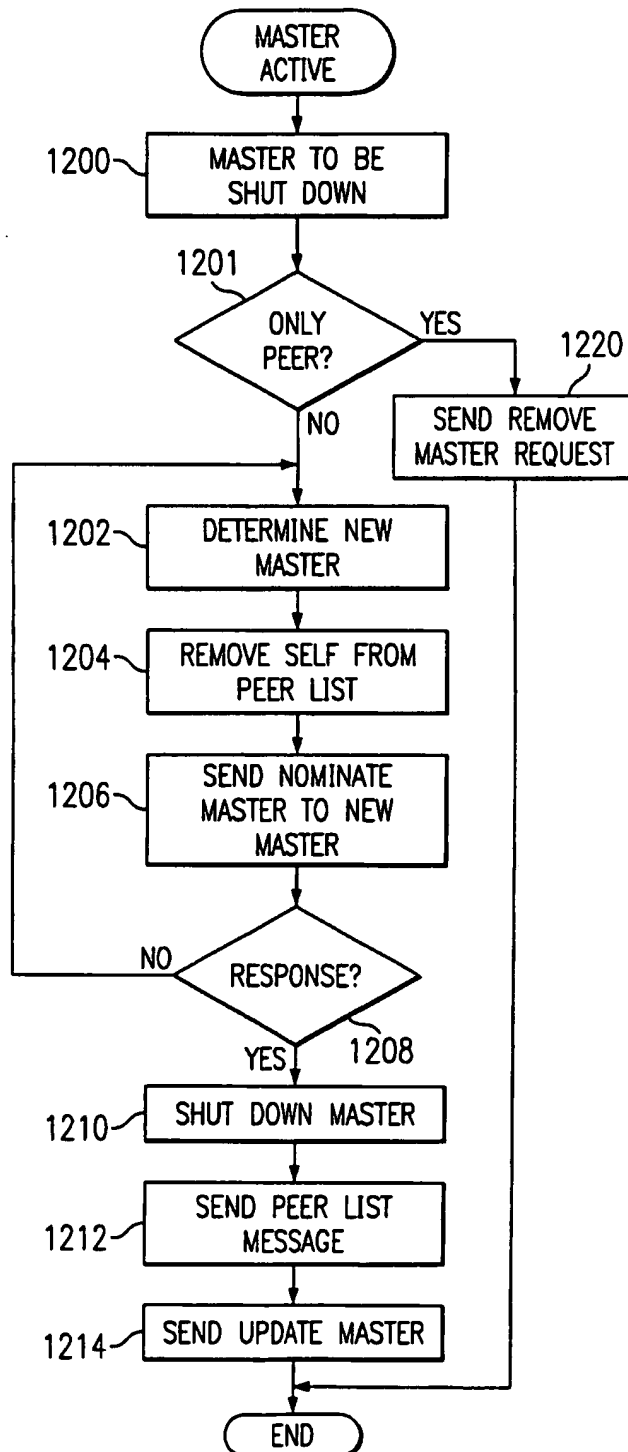 MASTER
ACTIVE
1200
MASTER TO BE
SHUT DOWN
1201
ONLY
PEER?
YES
NO
1220
SEND REMOVE
MASTER REQUEST
1202
DETERMINE NEW
MASTER
1204
REMOVE SELF FROM
PEER LIST
1206
SEND NOMINATE
MASTER TO NEW
MASTER
NO
RESPONSE?
1208
YES
1210
SHUT DOWN MASTER
1212
SEND PEER LIST
MESSAGE
1214
SEND UPDATE MASTER
END